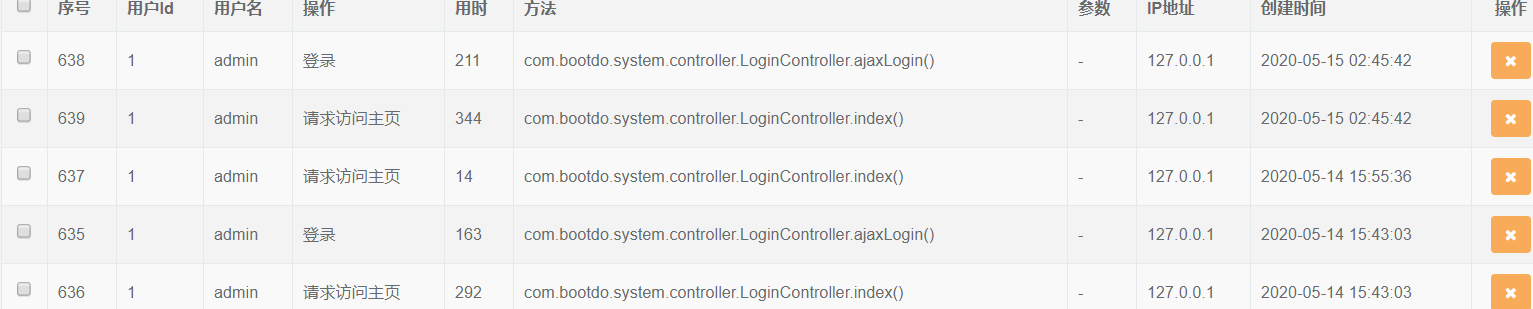 序号 用户Id 用户名 操作 用时 方法 参数 IP地址 创建时间 操作
638 1 admin 登录 211 com.bootdo.system.controller.LoginController.ajaxLogin() - 127.0.0.1 2020-05-15 02:45:42
639 1 admin 请求访问主页 344 com.bootdo.system.controller.LoginController.index() - 127.0.0.1 2020-05-15 02:45:42
637 1 admin 请求访问主页 14 com.bootdo.system.controller.LoginController.index() - 127.0.0.1 2020-05-14 15:55:36
635 1 admin 登录 163 com.bootdo.system.controller.LoginController.ajaxLogin() - 127.0.0.1 2020-05-14 15:43:03
636 1 admin 请求访问主页 292 com.bootdo.system.controller.LoginController.index() - 127.0.0.1 2020-05-14 15:43:03